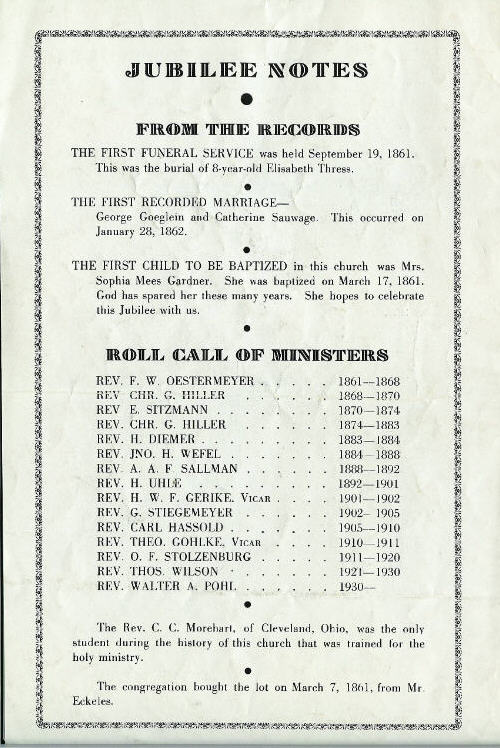 JUBILEE NOTES
FROM THE RECORDS
THE FIRST FUNERAL SERVICE was held September 19, 1861.
This was the burial of 8-year-old Elisabeth Thress.
THE FIRST RECORDED MARRIAGE—
George Goeglein and Catherine Sauwage. This occurred on
January 28, 1862.
THE FIRST CHILD TO BE BAPTIZED in this church was Mrs.
Sophia Mees Gardner. She was baptized on March 17, 1861.
God has spared her these many years. She hopes to celebrate
this Jubilee with us.
ROLL CALL OF MINISTERS
REV. F. W. OESTERMEYER . . . . . 1861—1868
REV CHR. G. HILLER . . . . . . 1868—1870
REV E. SITZMANN . . . . . . . 1870—1874
REV. CHR. G. HILLER . . . . . . 1874—1883
REV. H. DIEMER . . . . . . . . 1883—1884
REV. JNO. H. WEFEL . . . . . . 1884—1888
REV. A. A. F SALLMAN . . . . . . 1888—1892
REV. H. UHLE . . . . . . . . 1892—1901
REV. H. W. F. GERIKE, VICAR . . . . 1901—1902
REV. G. STIEGEMEYER . . . . . . 1902- 1905
REV. CARL HASSOLD . . . . . . . 1905—1910
REV. THEO. GOHLKE, VICAR . . . . 1910—1911
REV. O. F. STOLZENBURG . . . . . 1911—1920
REV. THOS. WILSON . . . . . . 1921—1930
REV. WALTER A. POHL . . . . . . 1930—
The Rev. C. C. Morehart, of Cleveland, Ohio, was the only
student during the history of this church that was trained for the
holy ministry.
The congregation bought the lot on March 7, 1861, from Mr.
Eckeles.